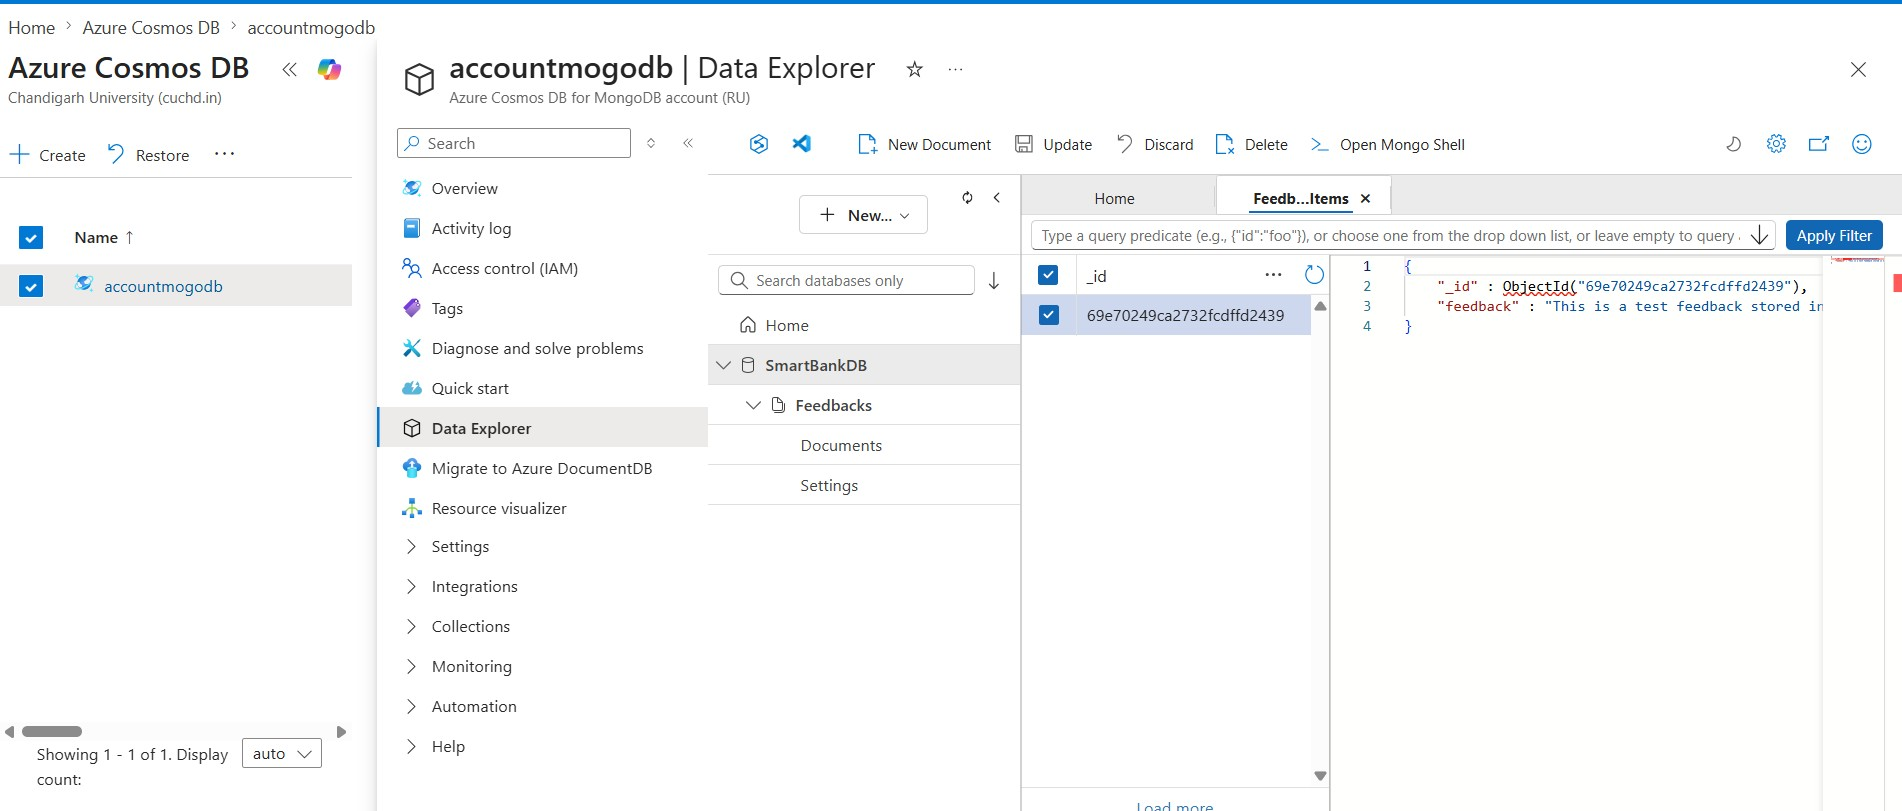 Home > Azure Cosmos DB > accountmogodb
Azure Cosmos DB
Chandigarh University (cuchd.in)
Create Restore ...
Name ↑
accountmogodb
Showing 1 - 1 of 1. Display count: auto
accountmogodb | Data Explorer
Azure Cosmos DB for MongoDB account (RU)
Search
Overview
Activity log
Access control (IAM)
Tags
Diagnose and solve problems
Quick start
Data Explorer
Migrate to Azure DocumentDB
Resource visualizer
Settings
Integrations
Collections
Monitoring
Automation
Help
New Document Update Discard Delete Open Mongo Shell
New...
Search databases only
Home
SmartBankDB
Feedbacks
Documents
Settings
Home Feedb...Items
Type a query predicate (e.g., {"id":"foo"}), or choose one from the drop down list, or leave empty to query Apply Filter
_id ...
69e70249ca2732fcdffd2439
Load more
1 {
2 "_id" : ObjectId("69e70249ca2732fcdffd2439"),
3 "feedback" : "This is a test feedback stored in
4 }